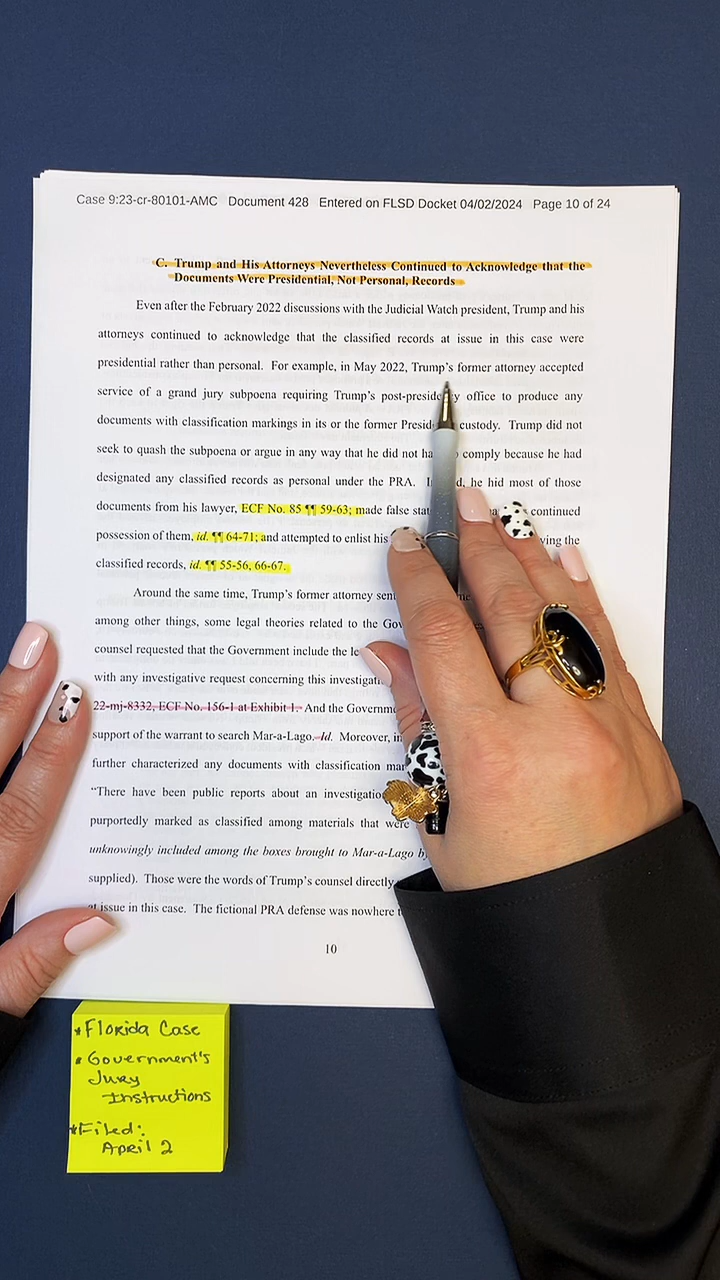 Case 9:23-cr-80101-AMC Document 428 Entered on FLSD Docket 04/02/2024 Page 10 of 24
C. Trump and His Attorneys Nevertheless Continued to Acknowledge that the
Documents Were Presidential, Not Personal, Records
Even after the February 2022 discussions with the Judicial Watch president, Trump and his
attorneys continued to acknowledge that the classified records at issue in this case were
presidential rather than personal. For example, in May 2022, Trump's former attorney accepted
service of a grand jury subpoena requiring Trump's office to produce any
documents with classification markings in its or the former custody. Trump did not
seek to quash the subpoena or argue in any way that he did not comply because he had
designated any classified records as personal under the PRA. he hid most of those
documents from his lawyer, ECF No. 85 ¶¶ 59-63; made false continued
possession of them, id. ¶¶ 64-71; and attempted to enlist his the
classified records, id. ¶¶ 55-56, 66-67.
Around the same time, Trump's former attorney
among other things, some legal theories related to the
counsel requested that the Government include the
with any investigative request concerning this
22-mj-8332, ECF No. 156-1 at Exhibit 1. And the
support of the warrant to search Mar-a-Lago. Id. Moreover,
further characterized any documents with classification
"There have been public reports about an
purportedly marked as classified among materials that were
unknowingly included among the boxes brought to Mar-a-Lago
supplied). Those were the words of Trump's counsel directly
at issue in this case. The fictional PRA defense was nowhere
10
*Florida Case
* Government's
Jury
Instructions
*Filed:
April 2